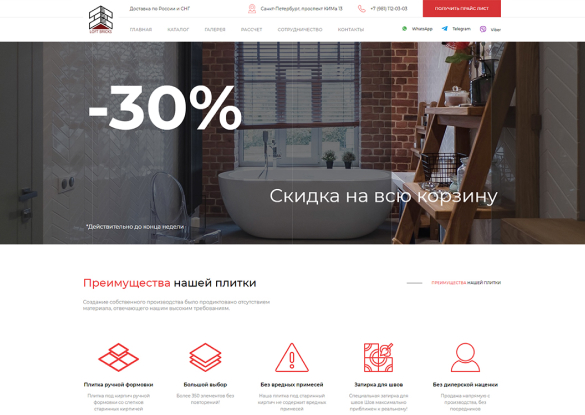 LOFT BRICKS
Доставка по России и СНГ
Санкт-Петербург, проспект КИМа 13
+7 (981) 112-03-03
ПОЛУЧИТЬ ПРАЙС ЛИСТ
ГЛАВНАЯ КАТАЛОГ ГАЛЕРЕЯ РАССЧЕТ СОТРУДНИЧЕСТВО КОНТАКТЫ
WhatsApp Telegram Viber
-30%
Скидка на всю корзину
*Действительно до конца недели
Преимущества нашей плитки
ПРЕИМУЩЕСТВА НАШЕЙ ПЛИТКИ
Создание собственного производства было продиктовано отсутствием
материала, отвечающего нашим высоким требованиям.
Плитка ручной формовки
Плитка под кирпич ручной
формовки со слепков
старинных кирпичей
Большой выбор
Более 350 элементов без
повторения!
Без вредных примесей
Наша плитка под старинный
кирпич не содержит вредных
примесей
Затирка для швов
Специальная затирка для
швов Шва максимально
приближен к реальному!
Без дилерской наценки
Продажа напрямую с
производства, без
посредников